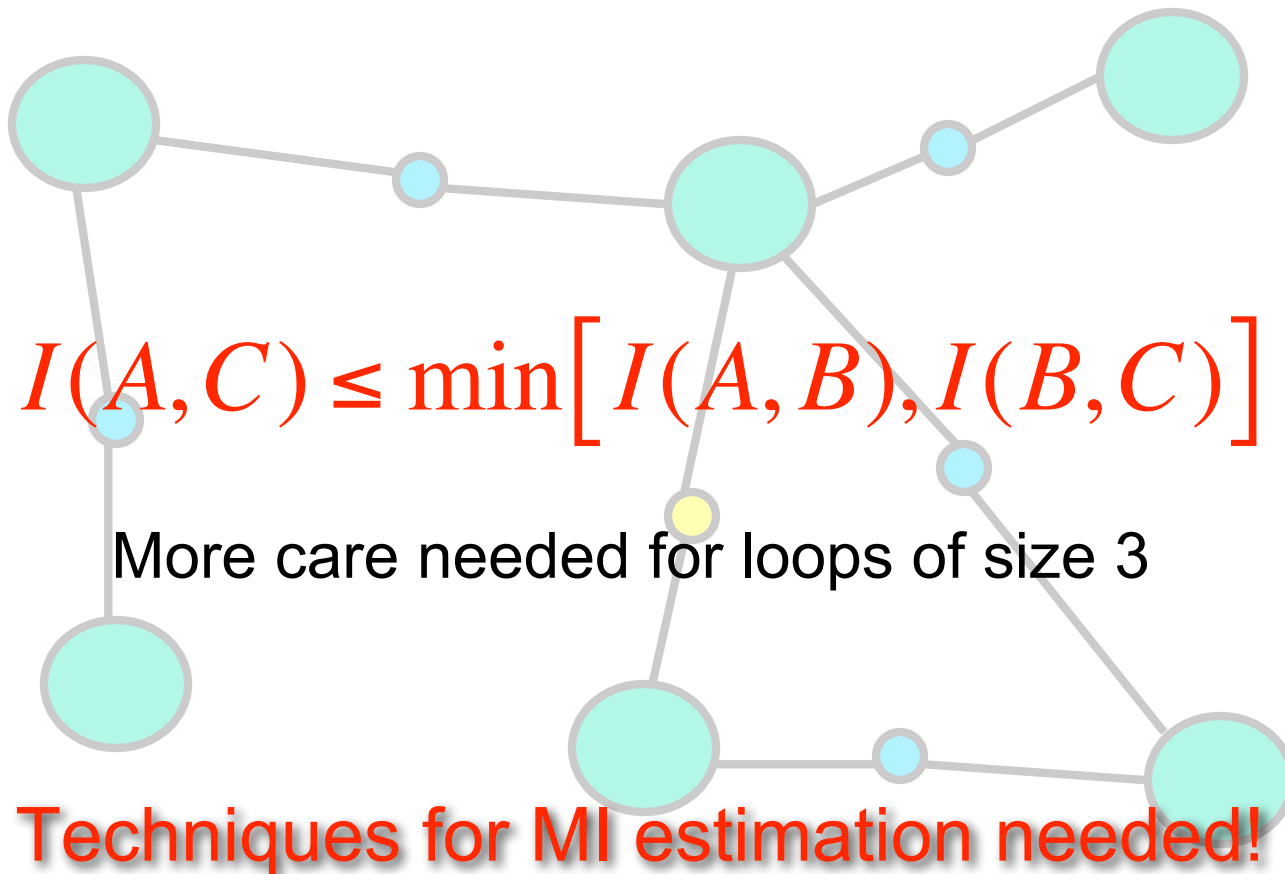 I(A,C) ≤ min[I(A,B),I(B,C)]
More care needed for loops of size 3
Techniques for MI estimation needed!